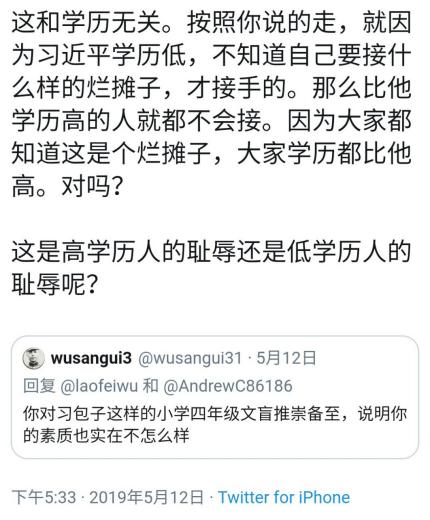 这和学历无关。按照你说的走，就因
为习近平学历低，不知道自己要接什
么样的烂摊子，才接手的。那么比他
学历高的人就都不会接。因为大家都
知道这是个烂摊子，大家学历都比他
高。对吗？
这是高学历人的耻辱还是低学历人的
耻辱呢？
wusangui3 @wusangui31 · 5月12日
回复 @laofeiwu 和 @AndrewC86186
你对习包子这样的小学四年级文盲推崇备至，说明你
的素质也实在不怎么样
下午5:33 · 2019年5月12日 · Twitter for iPhone